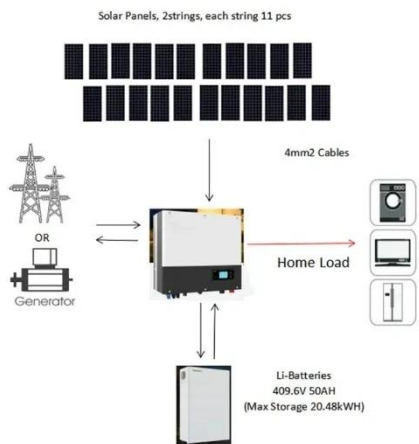 Solar Panels, 2strings, each string 11 pcs
4mm2 Cables
OR
Generator
Home Load
Li-Batteries
409.6V 50AH
(Max Storage 20.48kWH)